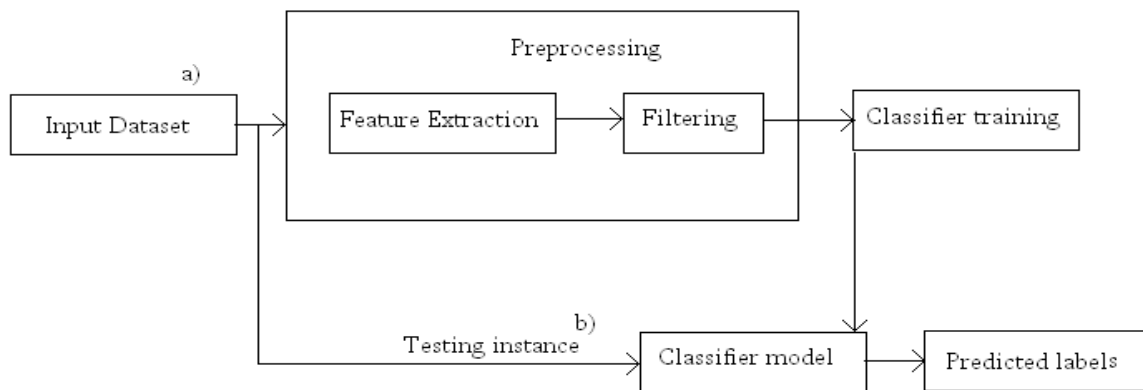 Preprocessing
a)
Input Dataset
Feature Extraction
Filtering
Classifier training
b)
Testing instance
Classifier model
Predicted labels